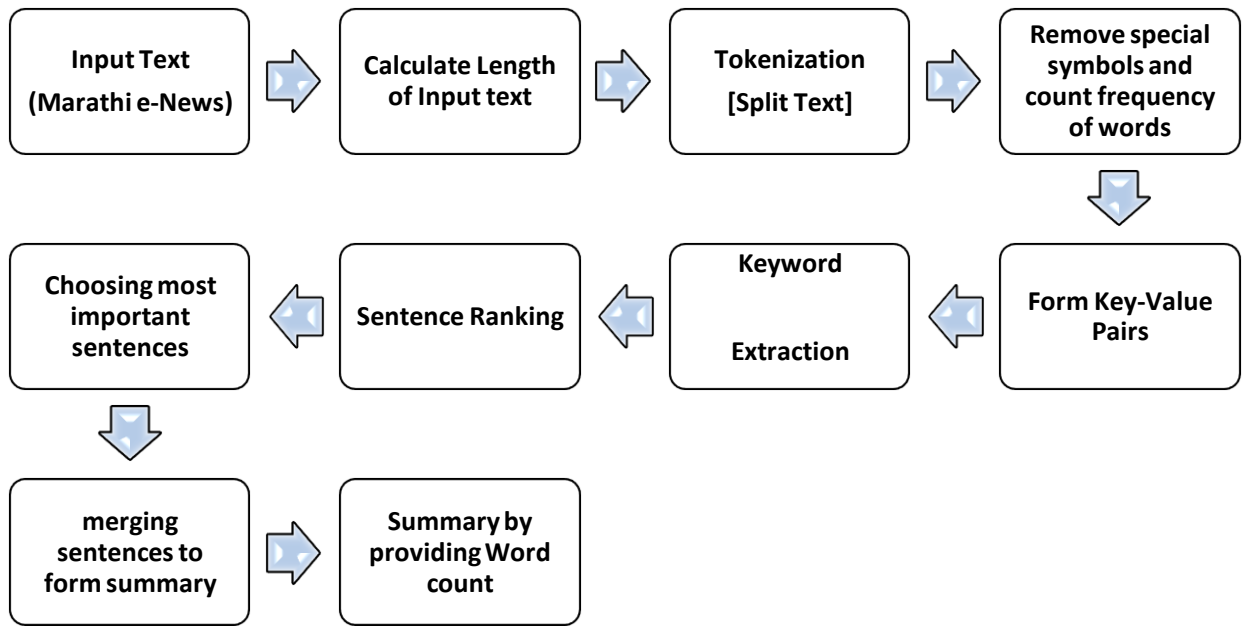 Input Text
(Marathi e-News)
Calculate Length
of Input text
Tokenization
[Split Text]
Remove special
symbols and
count frequency
of words
Form Key-Value
Pairs
Keyword
Extraction
Sentence Ranking
Choosing most
important
sentences
merging
sentences to
form summary
Summary by
providing Word
count